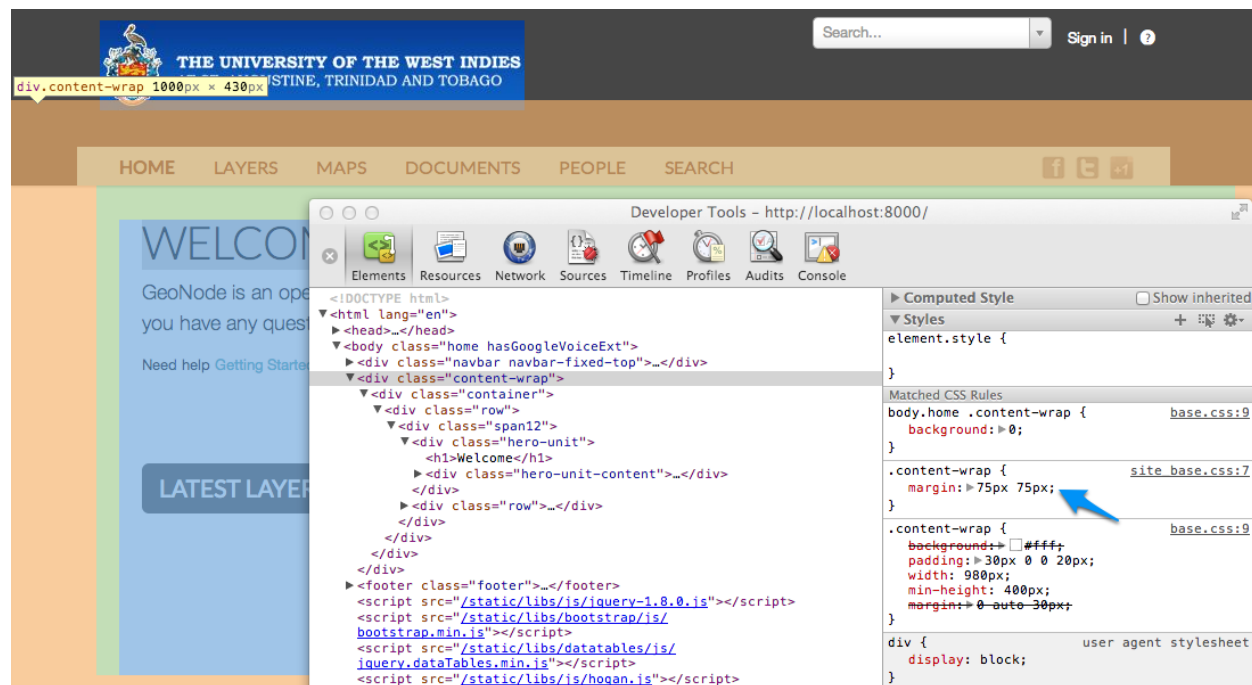 Search...
Sign in | ?
THE UNIVERSITY OF THE WEST INDIES
STINE, TRINIDAD AND TOBAGO
div.content-wrap 1000px × 430px
HOME LAYERS MAPS DOCUMENTS PEOPLE SEARCH
f t +1
WELCO
GeoNode is an ope
you have any quest
Need help Getting Starte
LATEST LAYER
Developer Tools - http://localhost:8000/
Elements Resources Network Sources Timeline Profiles Audits Console
<!DOCTYPE html>
▼<html lang="en">
▶<head>…</head>
▼<body class="home hasGoogleVoiceExt">
▶<div class="navbar navbar-fixed-top">…</div>
▼<div class="content-wrap">
▼<div class="container">
▼<div class="row">
▼<div class="span12">
▼<div class="hero-unit">
<h1>Welcome</h1>
▶<div class="hero-unit-content">…</div>
</div>
▶<div class="row">…</div>
</div>
</div>
</div>
</div>
▶<footer class="footer">…</footer>
<script src="/static/libs/js/jquery-1.8.0.js"></script>
<script src="/static/libs/bootstrap/js/
bootstrap.min.js"></script>
<script src="/static/libs/datatables/js/
jquery.dataTables.min.js"></script>
<script src="/static/libs/js/hogan.js"></script>
▶ Computed Style Show inherited
▼ Styles
element.style {
}
Matched CSS Rules
body.home .content-wrap { base.css:9
background:▶0;
}
.content-wrap { site_base.css:7
margin:▶75px 75px;
}
.content-wrap { base.css:9
background:▶#fff;
padding:▶30px 0 0 20px;
width: 980px;
min-height: 400px;
margin:▶0 auto 30px;
}
div { user agent stylesheet
display: block;
}